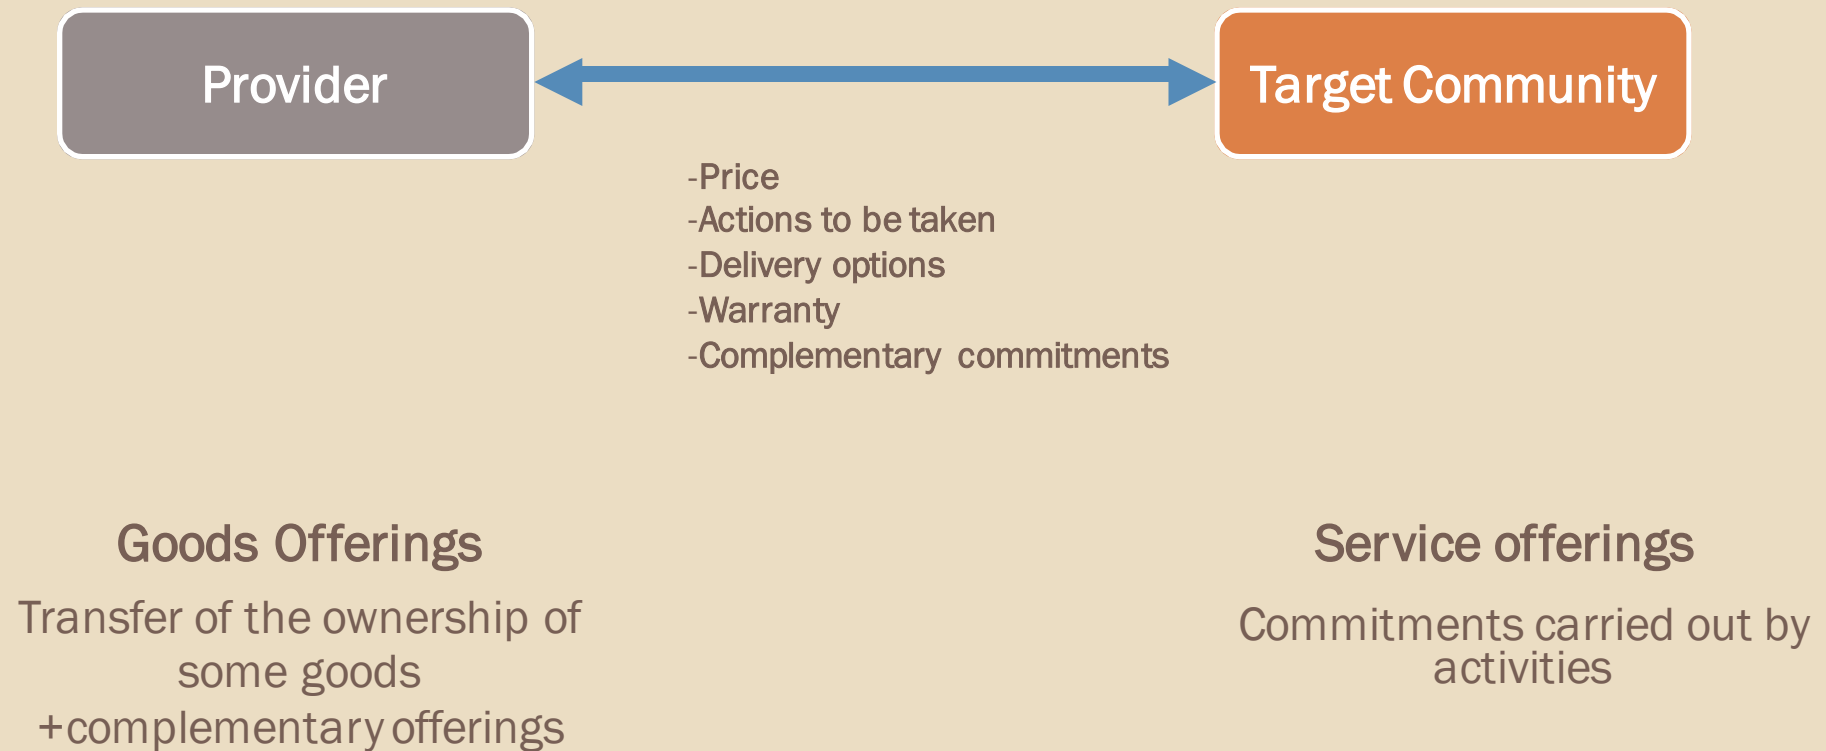 Provider
Target Community
-Price
-Actions to be taken
-Delivery options
-Warranty
-Complementary commitments
Goods Offerings
Transfer of the ownership of
some goods
+complementary offerings
Service offerings
Commitments carried out by
activities